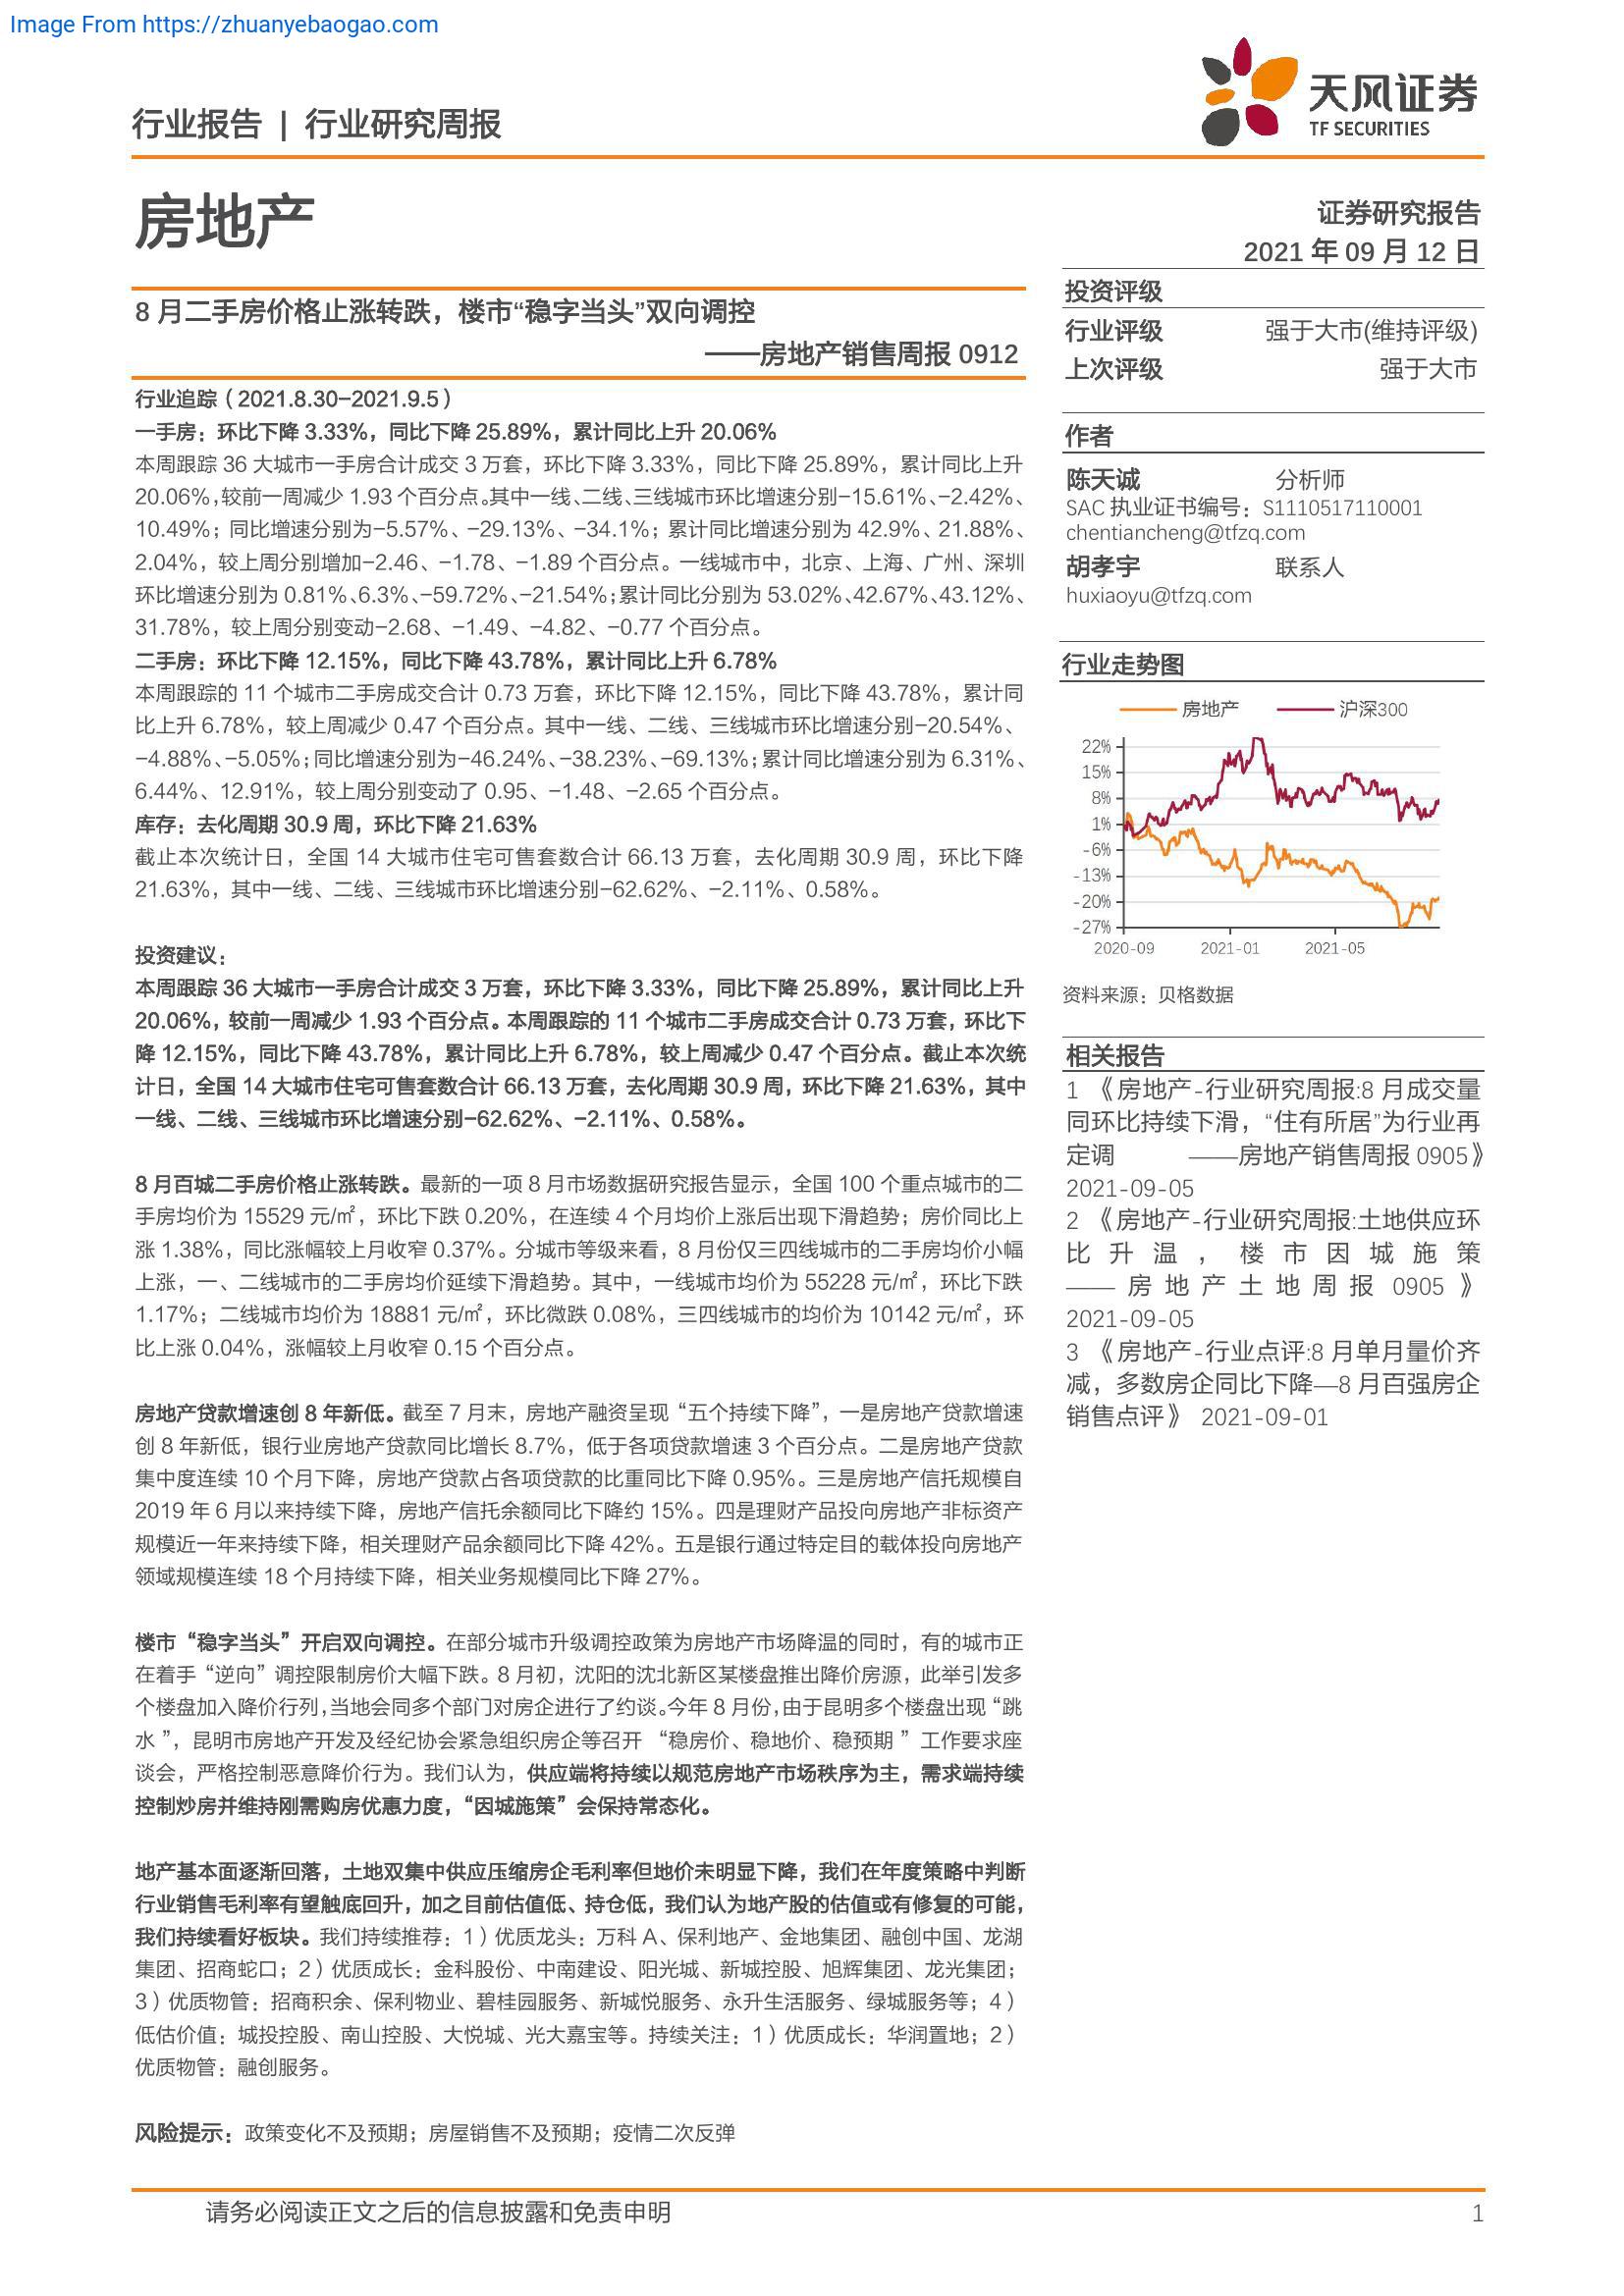 Image From https://zhuanyebaogao.com
行业报告 | 行业研究周报
天风证券
TF SECURITIES
房地产
证券研究报告
2021 年 09 月 12 日
8 月二手房价格止涨转跌，楼市“稳字当头”双向调控
——房地产销售周报 0912
行业追踪（2021.8.30-2021.9.5）
一手房：环比下降 3.33%，同比下降 25.89%，累计同比上升 20.06%
本周跟踪 36 大城市一手房合计成交 3 万套，环比下降 3.33%，同比下降 25.89%，累计同比上升
20.06%，较前一周减少 1.93 个百分点。其中一线、二线、三线城市环比增速分别-15.61%、-2.42%、
10.49%；同比增速分别为-5.57%、-29.13%、-34.1%；累计同比增速分别为 42.9%、21.88%、
2.04%，较上周分别增加-2.46、-1.78、-1.89 个百分点。一线城市中，北京、上海、广州、深圳
环比增速分别为 0.81%、6.3%、-59.72%、-21.54%；累计同比分别为 53.02%、42.67%、43.12%、
31.78%，较上周分别变动-2.68、-1.49、-4.82、-0.77 个百分点。
二手房：环比下降 12.15%，同比下降 43.78%，累计同比上升 6.78%
本周跟踪的 11 个城市二手房成交合计 0.73 万套，环比下降 12.15%，同比下降 43.78%，累计同
比上升 6.78%，较上周减少 0.47 个百分点。其中一线、二线、三线城市环比增速分别-20.54%、
-4.88%、-5.05%；同比增速分别为-46.24%、-38.23%、-69.13%；累计同比增速分别为 6.31%、
6.44%、12.91%，较上周分别变动了 0.95、-1.48、-2.65 个百分点。
库存：去化周期 30.9 周，环比下降 21.63%
截止本次统计日，全国 14 大城市住宅可售套数合计 66.13 万套，去化周期 30.9 周，环比下降
21.63%，其中一线、二线、三线城市环比增速分别-62.62%、-2.11%、0.58%。
投资建议：
本周跟踪 36 大城市一手房合计成交 3 万套，环比下降 3.33%，同比下降 25.89%，累计同比上升
20.06%，较前一周减少 1.93 个百分点。本周跟踪的 11 个城市二手房成交合计 0.73 万套，环比下
降 12.15%，同比下降 43.78%，累计同比上升 6.78%，较上周减少 0.47 个百分点。截止本次统
计日，全国 14 大城市住宅可售套数合计 66.13 万套，去化周期 30.9 周，环比下降 21.63%，其中
一线、二线、三线城市环比增速分别-62.62%、-2.11%、0.58%。
8 月百城二手房价格止涨转跌。最新的一项 8 月市场数据研究报告显示，全国 100 个重点城市的二
手房均价为 15529 元/㎡，环比下跌 0.20%，在连续 4 个月均价上涨后出现下滑趋势；房价同比上
涨 1.38%，同比涨幅较上月收窄 0.37%。分城市等级来看，8 月份仅三四线城市的二手房均价小幅
上涨，一、二线城市的二手房均价延续下滑趋势。其中，一线城市均价为 55228 元/㎡，环比下跌
1.17%；二线城市均价为 18881 元/㎡，环比微跌 0.08%，三四线城市的均价为 10142 元/㎡，环
比上涨 0.04%，涨幅较上月收窄 0.15 个百分点。
房地产贷款增速创 8 年新低。截至 7 月末，房地产融资呈现“五个持续下降”，一是房地产贷款增速
创 8 年新低，银行业房地产贷款同比增长 8.7%，低于各项贷款增速 3 个百分点。二是房地产贷款
集中度连续 10 个月下降，房地产贷款占各项贷款的比重同比下降 0.95%。三是房地产信托规模自
2019 年 6 月以来持续下降，房地产信托余额同比下降约 15%。四是理财产品投向房地产非标资产
规模近一年来持续下降，相关理财产品余额同比下降 42%。五是银行通过特定目的载体投向房地产
领域规模连续 18 个月持续下降，相关业务规模同比下降 27%。
楼市“稳字当头”开启双向调控。在部分城市升级调控政策为房地产市场降温的同时，有的城市正
在着手“逆向”调控限制房价大幅下跌。8 月初，沈阳的沈北新区某楼盘推出降价房源，此举引发多
个楼盘加入降价行列，当地会同多个部门对房企进行了约谈。今年 8 月份，由于昆明多个楼盘出现“跳
水”，昆明市房地产开发及经纪协会紧急组织房企等召开 “稳房价、稳地价、稳预期 ”工作要求座
谈会，严格控制恶意降价行为。我们认为，供应端将持续以规范房地产市场秩序为主，需求端持续
控制炒房并维持刚需购房优惠力度，“因城施策”会保持常态化。
地产基本面逐渐回落，土地双集中供应压缩房企毛利率但地价未明显下降，我们在年度策略中判断
行业销售毛利率有望触底回升，加之目前估值低、持仓低，我们认为地产股的估值或有修复的可能，
我们持续看好板块。我们持续推荐：1）优质龙头：万科 A、保利地产、金地集团、融创中国、龙湖
集团、招商蛇口；2）优质成长：金科股份、中南建设、阳光城、新城控股、旭辉集团、龙光集团；
3）优质物管：招商积余、保利物业、碧桂园服务、新城悦服务、永升生活服务、绿城服务等；4）
低估价值：城投控股、南山控股、大悦城、光大嘉宝等。持续关注：1）优质成长：华润置地；2）
优质物管：融创服务。
风险提示：政策变化不及预期；房屋销售不及预期；疫情二次反弹
投资评级
行业评级 强于大市(维持评级)
上次评级 强于大市
作者
陈天诚 分析师
SAC 执业证书编号：S1110517110001
chentiancheng@tfzq.com
胡孝宇 联系人
huxiaoyu@tfzq.com
行业走势图
房地产 沪深300
22%
15%
8%
1%
-6%
-13%
-20%
-27%
2020-09 2021-01 2021-05
资料来源：贝格数据
相关报告
1 《房地产-行业研究周报:8 月成交量
同环比持续下滑，“住有所居”为行业再
定调 ——房地产销售周报 0905》
2021-09-05
2 《房地产-行业研究周报:土地供应环
比升温，楼市因城施策
——房地产土地周报 0905》
2021-09-05
3 《房地产-行业点评:8 月单月量价齐
减，多数房企同比下降—8 月百强房企
销售点评》 2021-09-01
请务必阅读正文之后的信息披露和免责申明 1